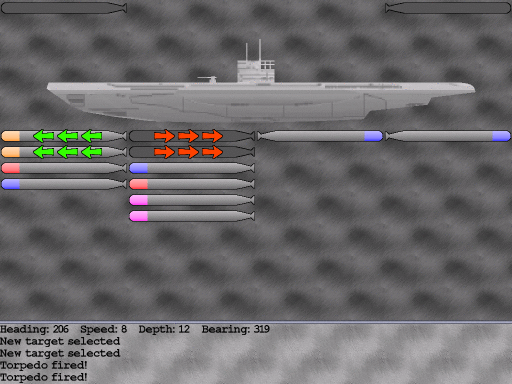 Heading: 206 Speed: 8 Depth: 12 Bearing: 319
New target selected
New target selected
Torpedo fired!
Torpedo fired!